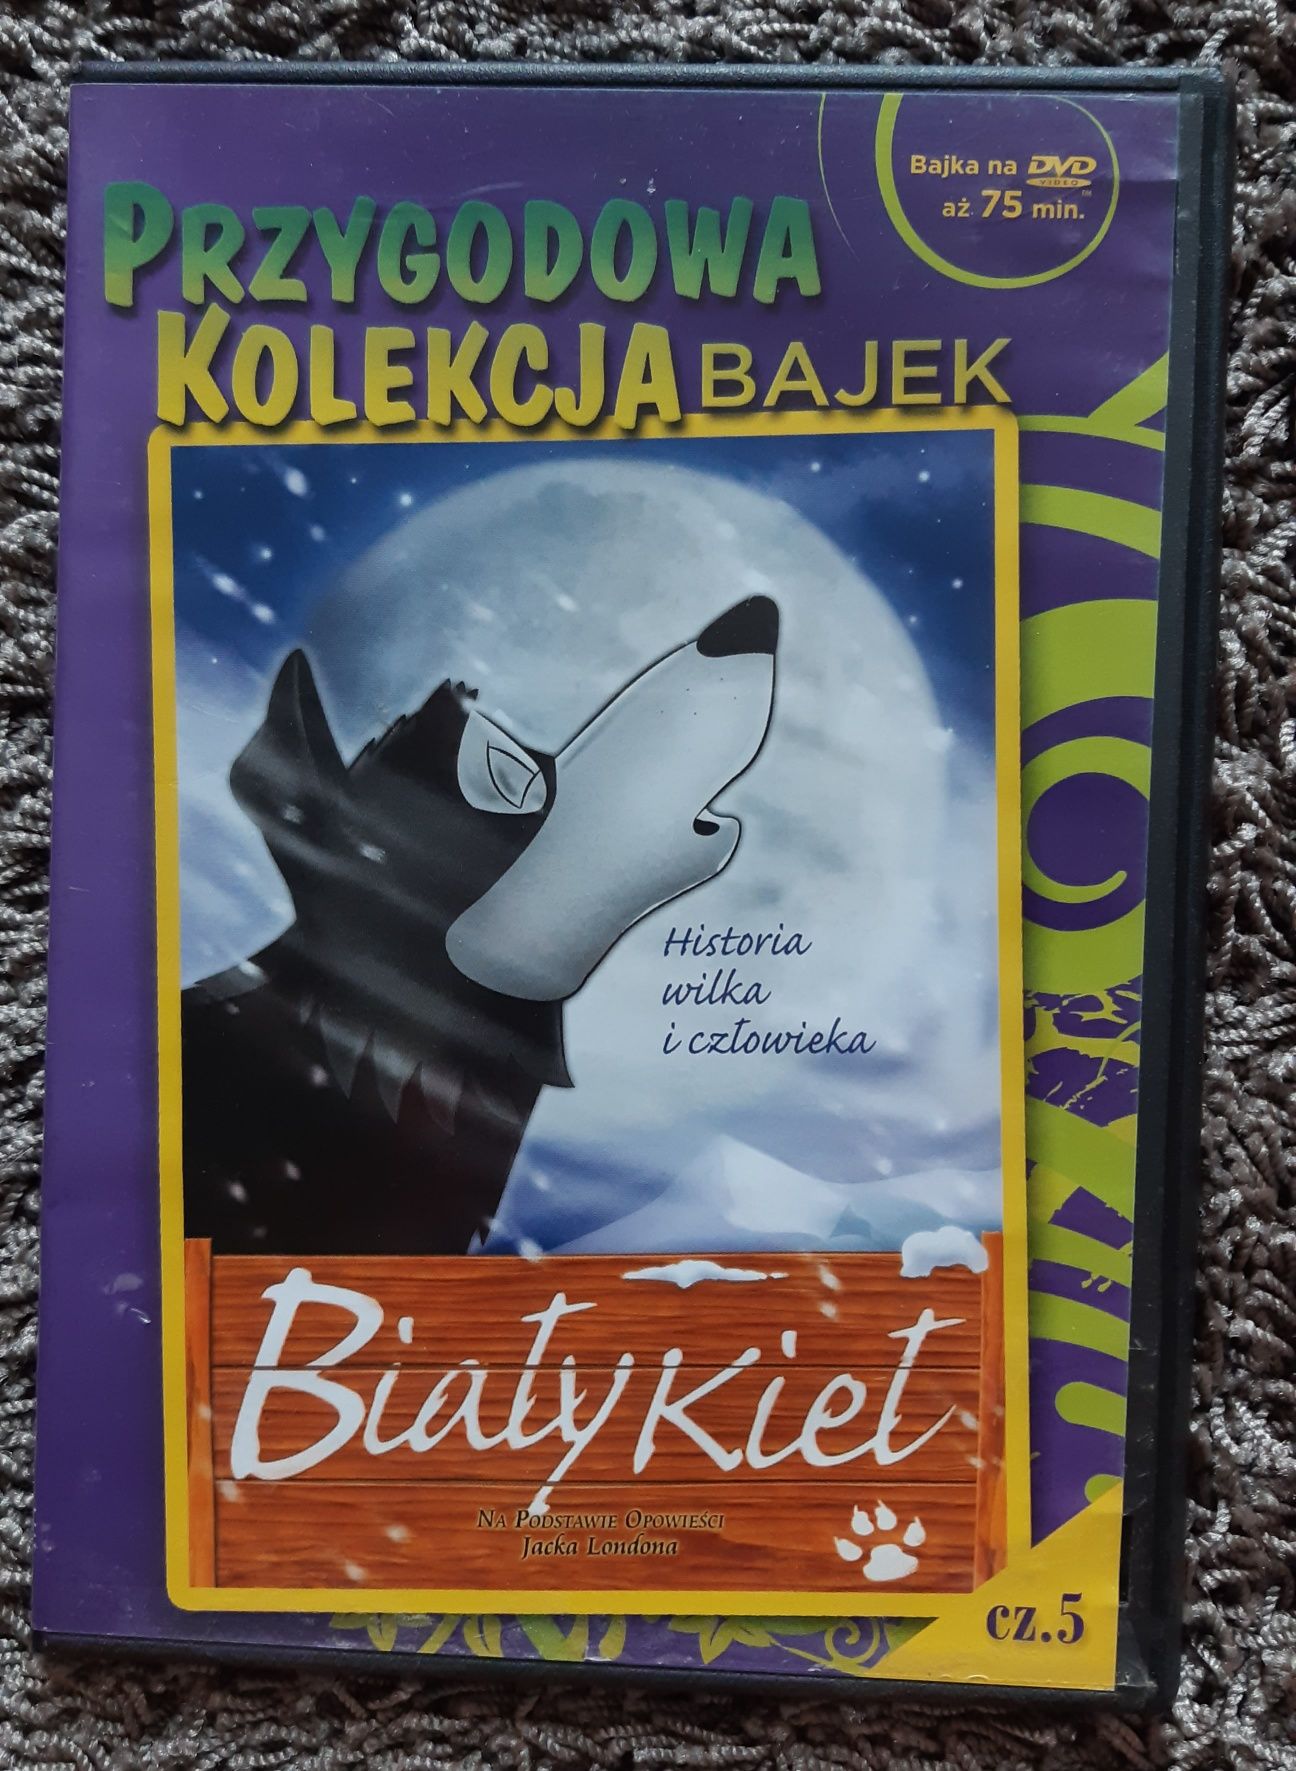 Bajka na DVD VIDEO™
aż 75 min.
PRZYGODOWA
KOLEKCJA BAJEK
Historia
wilka
i człowieka
Biały Kieł
NA PODSTAWIE OPOWIEŚCI
JACKA LONDONA
cz.5